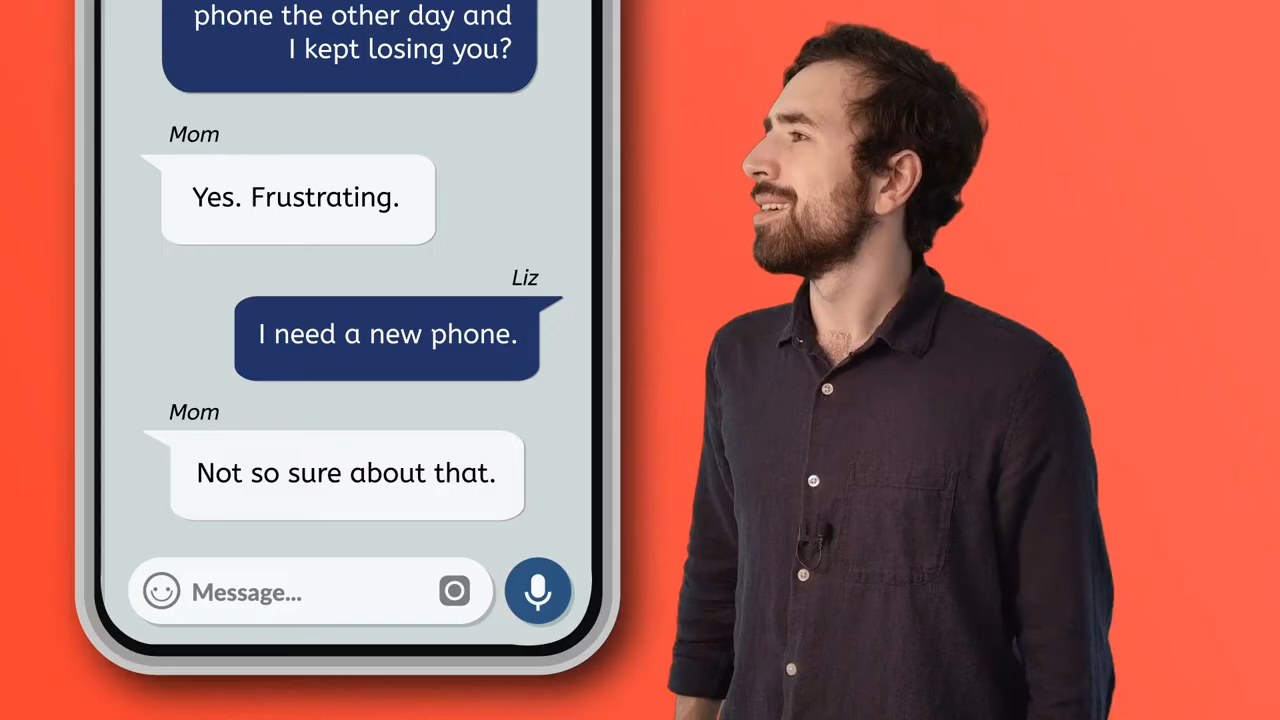 phone the other day and
I kept losing you?
Mom
Yes. Frustrating.
Liz
I need a new phone.
Mom
Not so sure about that.
Message...